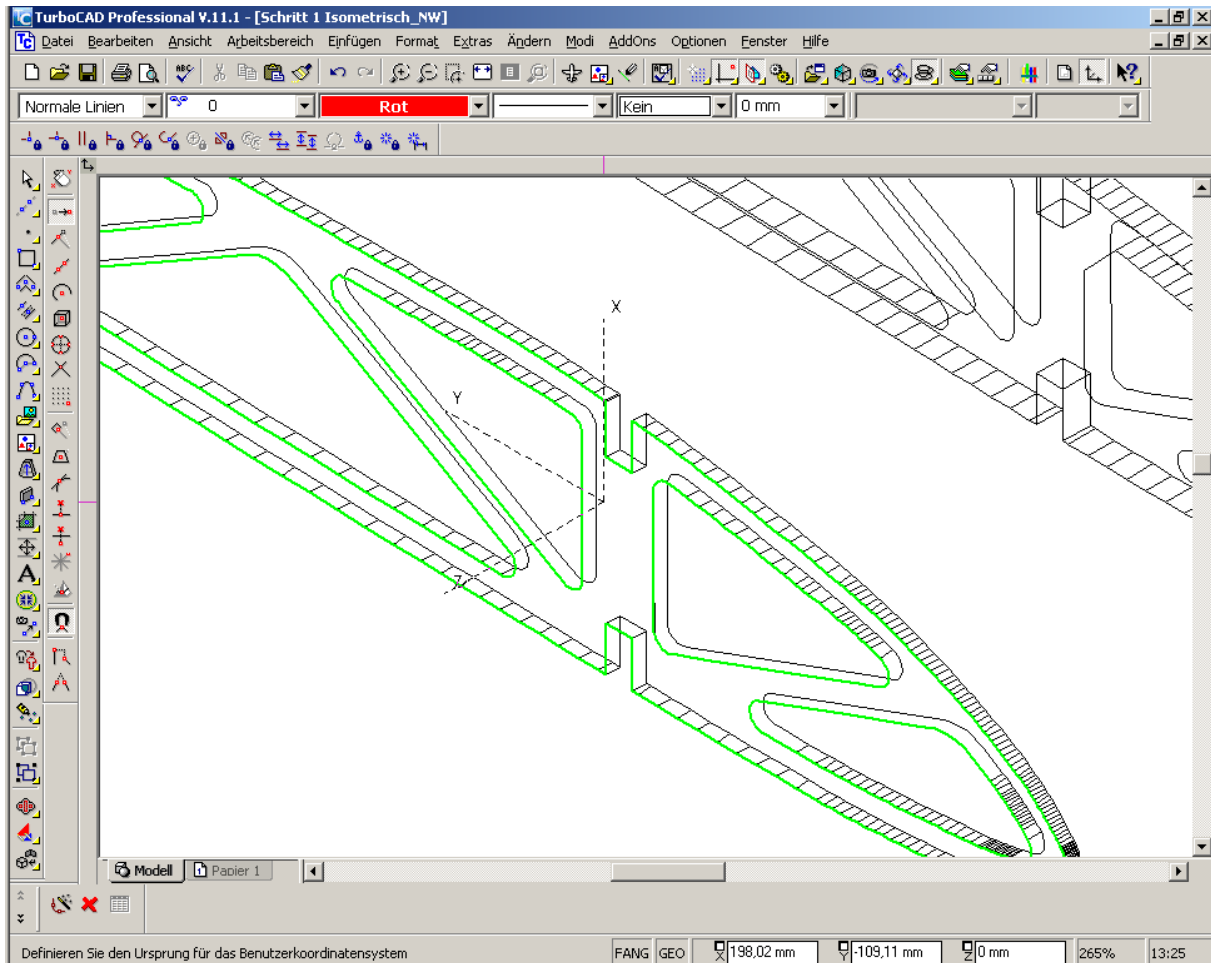 TurboCAD Professional V.11.1 - [Schritt 1 Isometrisch_NW]
Datei Bearbeiten Ansicht Arbeitsbereich Einfügen Format Extras Ändern Modi AddOns Optionen Fenster Hilfe
Normale Linien 0 Rot Kein 0 mm
X
Y
Z
Modell Papier 1
Definieren Sie den Ursprung für das Benutzerkoordinatensystem FANG GEO X 198,02 mm Y -109,11 mm Z 0 mm 265% 13:25